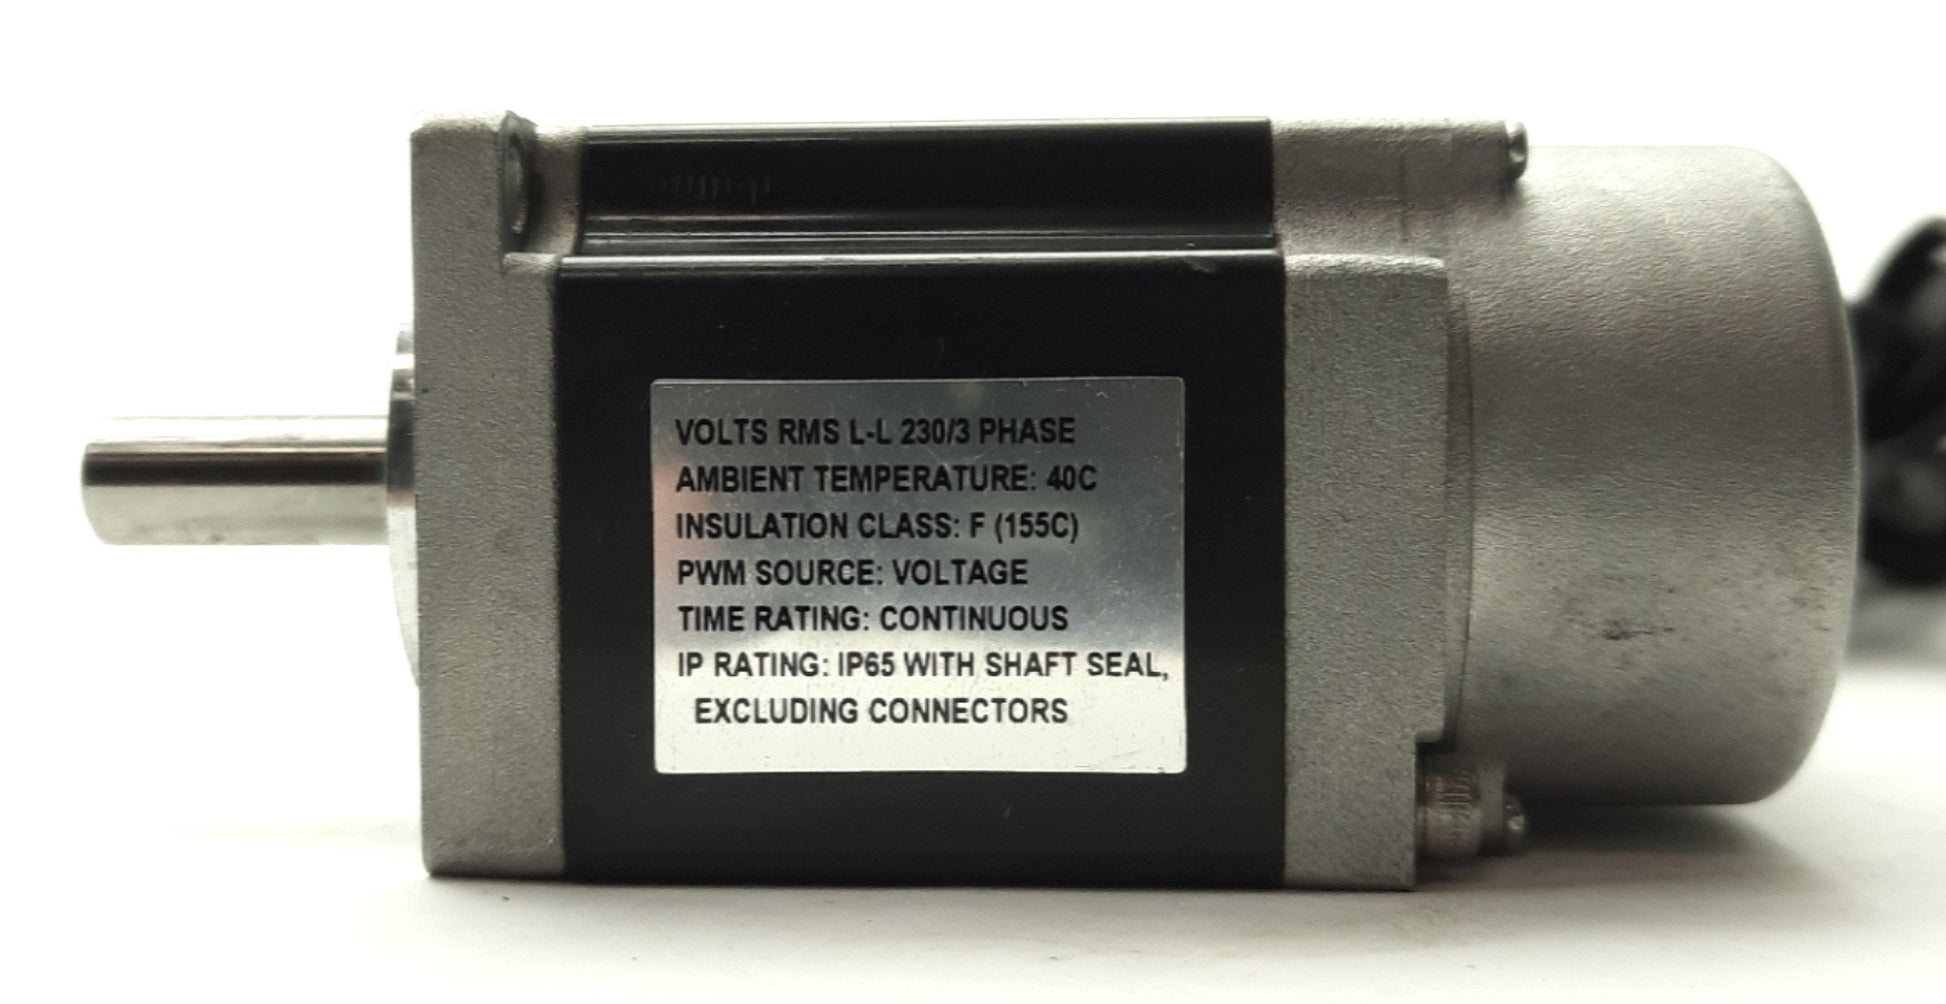 VOLTS RMS L-L 230/3 PHASE
AMBIENT TEMPERATURE: 40C
INSULATION CLASS: F (155C)
PWM SOURCE: VOLTAGE
TIME RATING: CONTINUOUS
IP RATING: IP65 WITH SHAFT SEAL,
EXCLUDING CONNECTORS